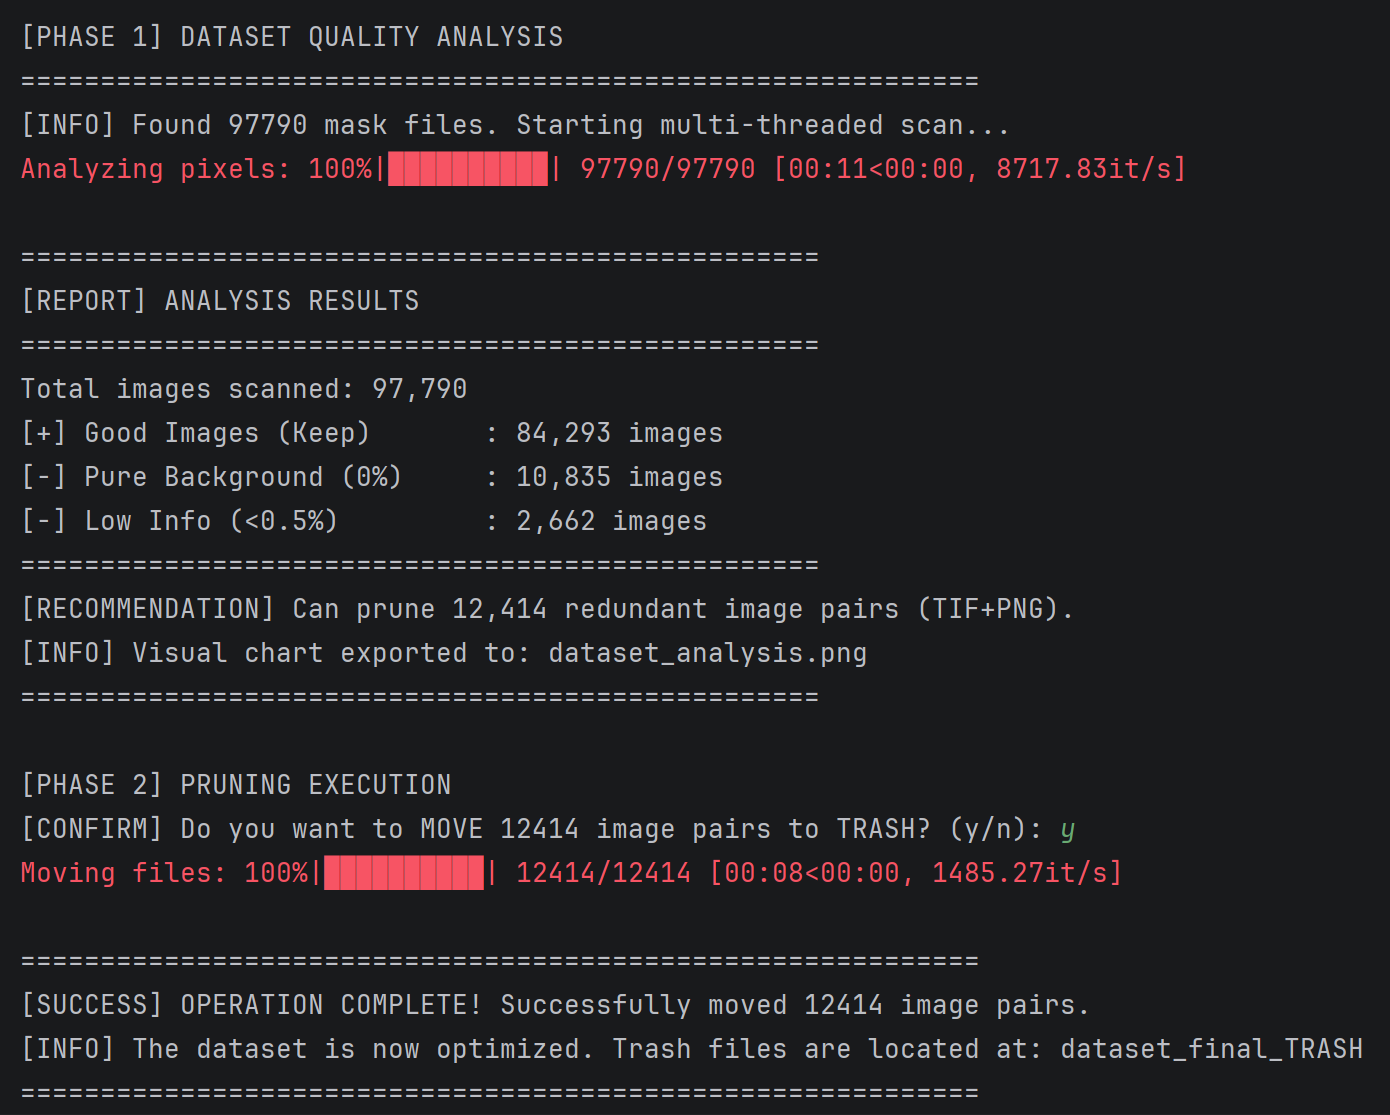 [PHASE 1] DATASET QUALITY ANALYSIS
============================================================
[INFO] Found 97790 mask files. Starting multi-threaded scan...
Analyzing pixels: 100%|██████████| 97790/97790 [00:11<00:00, 8717.83it/s]
==================================================
[REPORT] ANALYSIS RESULTS
==================================================
Total images scanned: 97,790
[+] Good Images (Keep)       : 84,293 images
[-] Pure Background (0%)     : 10,835 images
[-] Low Info (<0.5%)         : 2,662 images
==================================================
[RECOMMENDATION] Can prune 12,414 redundant image pairs (TIF+PNG).
[INFO] Visual chart exported to: dataset_analysis.png
==================================================
[PHASE 2] PRUNING EXECUTION
[CONFIRM] Do you want to MOVE 12414 image pairs to TRASH? (y/n): y
Moving files: 100%|██████████| 12414/12414 [00:08<00:00, 1485.27it/s]
============================================================
[SUCCESS] OPERATION COMPLETE! Successfully moved 12414 image pairs.
[INFO] The dataset is now optimized. Trash files are located at: dataset_final_TRASH
============================================================